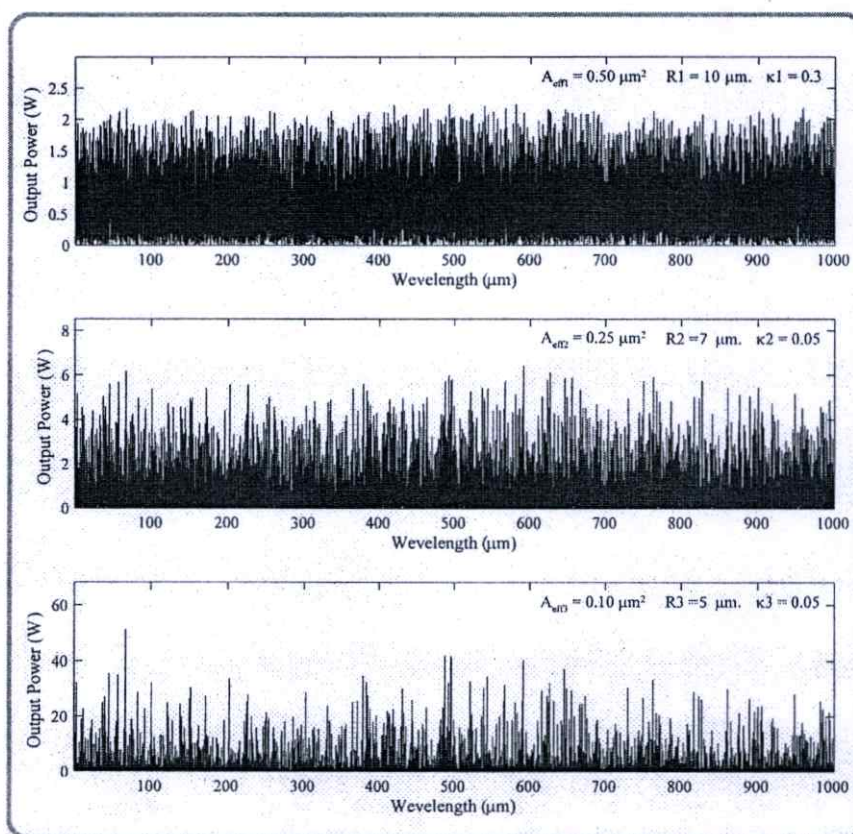 A_eff1 = 0.50 μm² R1 = 10 μm. κ1 = 0.3
Output Power (W)
2.5
2
1.5
1
0.5
0
100 200 300 400 500 600 700 800 900 1000
Wevelength (μm)
A_eff2 = 0.25 μm² R2 =7 μm. κ2 = 0.05
Output Power (W)
8
6
4
2
0
100 200 300 400 500 600 700 800 900 1000
Wevelength (μm)
A_eff3 = 0.10 μm² R3 =5 μm. κ3 = 0.05
Output Power (W)
60
40
20
0
100 200 300 400 500 600 700 800 900 1000
Wevelength (μm)